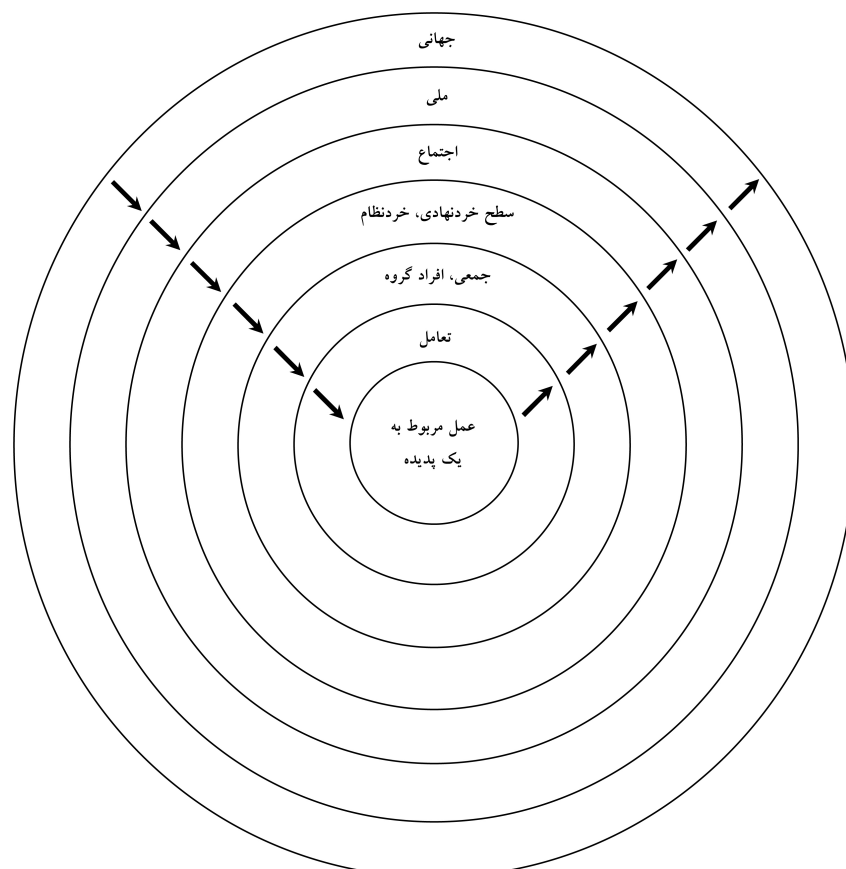 جهانی
ملی
اجتماع
سطح خردنهادی، خردنظام
جمعی، افراد گروه
تعامل
عمل مربوط به
یک پدیده